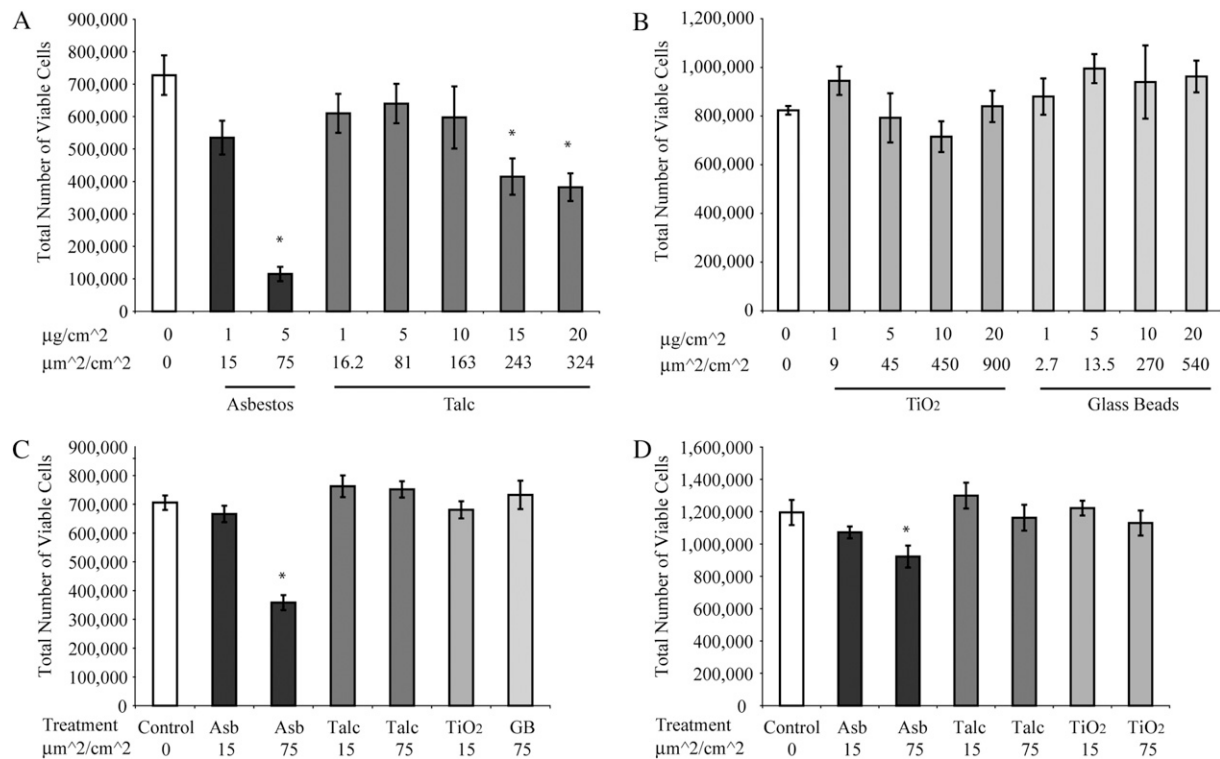 A
Total Number of Viable Cells
900,000
800,000
700,000
600,000
500,000
400,000
300,000
200,000
100,000
0
*
*
*
μg/cm^2 0 1 5 1 5 10 15 20
μm^2/cm^2 0 15 75 16.2 81 163 243 324
Asbestos Talc
B
Total Number of Viable Cells
1,200,000
1,000,000
800,000
600,000
400,000
200,000
0
μg/cm^2 0 1 5 10 20 1 5 10 20
μm^2/cm^2 0 9 45 450 900 2.7 13.5 270 540
TiO2 Glass Beads
C
Total Number of Viable Cells
900,000
800,000
700,000
600,000
500,000
400,000
300,000
200,000
100,000
0
*
Treatment Control Asb Asb Talc Talc TiO2 GB
μm^2/cm^2 0 15 75 15 75 15 75
D
Total Number of Viable Cells
1,600,000
1,400,000
1,200,000
1,000,000
800,000
600,000
400,000
200,000
0
*
Treatment Control Asb Asb Talc Talc TiO2 TiO2
μm^2/cm^2 0 15 75 15 75 15 75